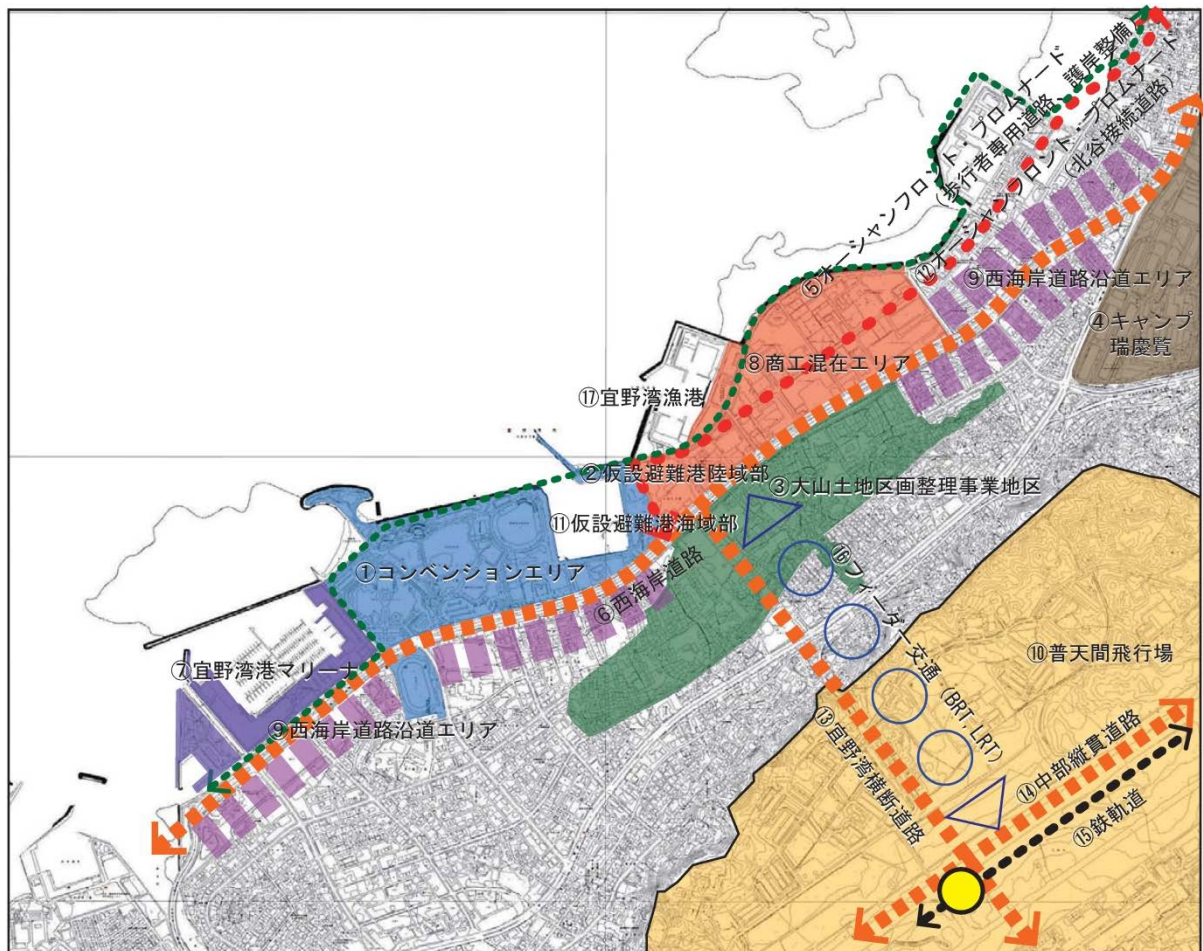 ⑤オーシャンフロント・プロムナード
(歩行者専用道路、護岸整備)
⑫オーシャンフロント・プロムナード
(北谷接続道路)
⑨西海岸道路沿道エリア
④キャンプ
瑞慶覧
⑧商工混在エリア
⑰宜野湾漁港
②仮設避難港陸域部
③大山土地区画整理事業地区
⑪仮設避難港海域部
①コンベンションエリア
⑥西海岸道路
⑯フィーダー交通(BRT,LRT)
⑩普天間飛行場
⑦宜野湾港マリーナ
⑨西海岸道路沿道エリア
⑬宜野湾横断道路
⑭中部縦貫道路
⑮鉄軌道